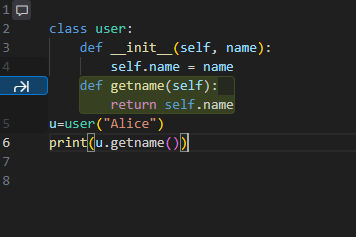 1
2 class user:
3     def __init__(self, name):
4         self.name = name
    def getname(self):
        return self.name
5 u=user("Alice")
6 print(u.getname())
7
8